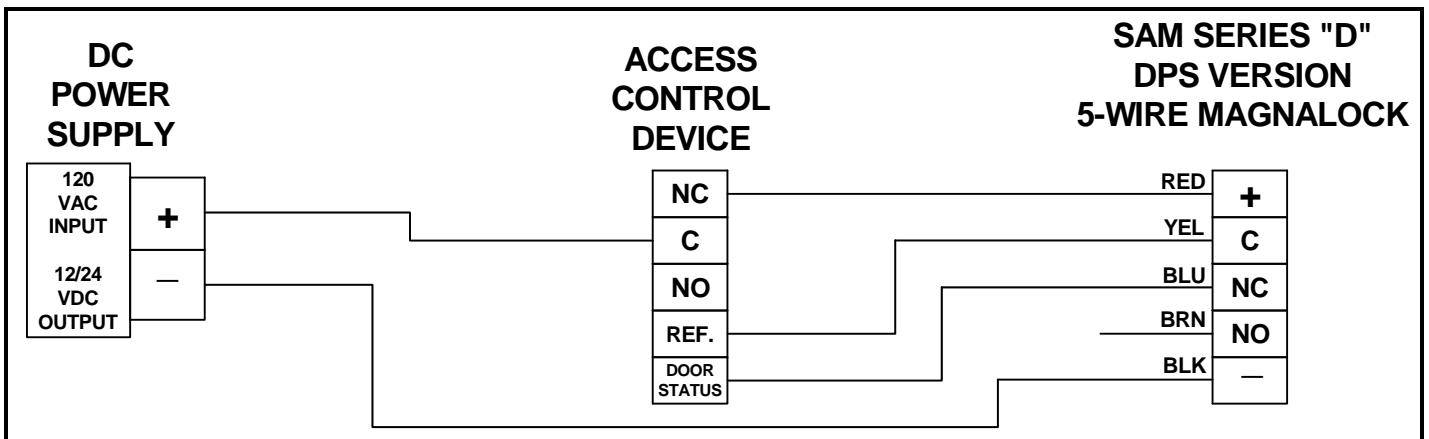 DC
POWER
SUPPLY
120
VAC
INPUT
+
12/24
VDC
OUTPUT
—
ACCESS
CONTROL
DEVICE
NC
C
NO
REF.
DOOR
STATUS
SAM SERIES "D"
DPS VERSION
5-WIRE MAGNALOCK
RED +
YEL C
BLU NC
BRN NO
BLK —